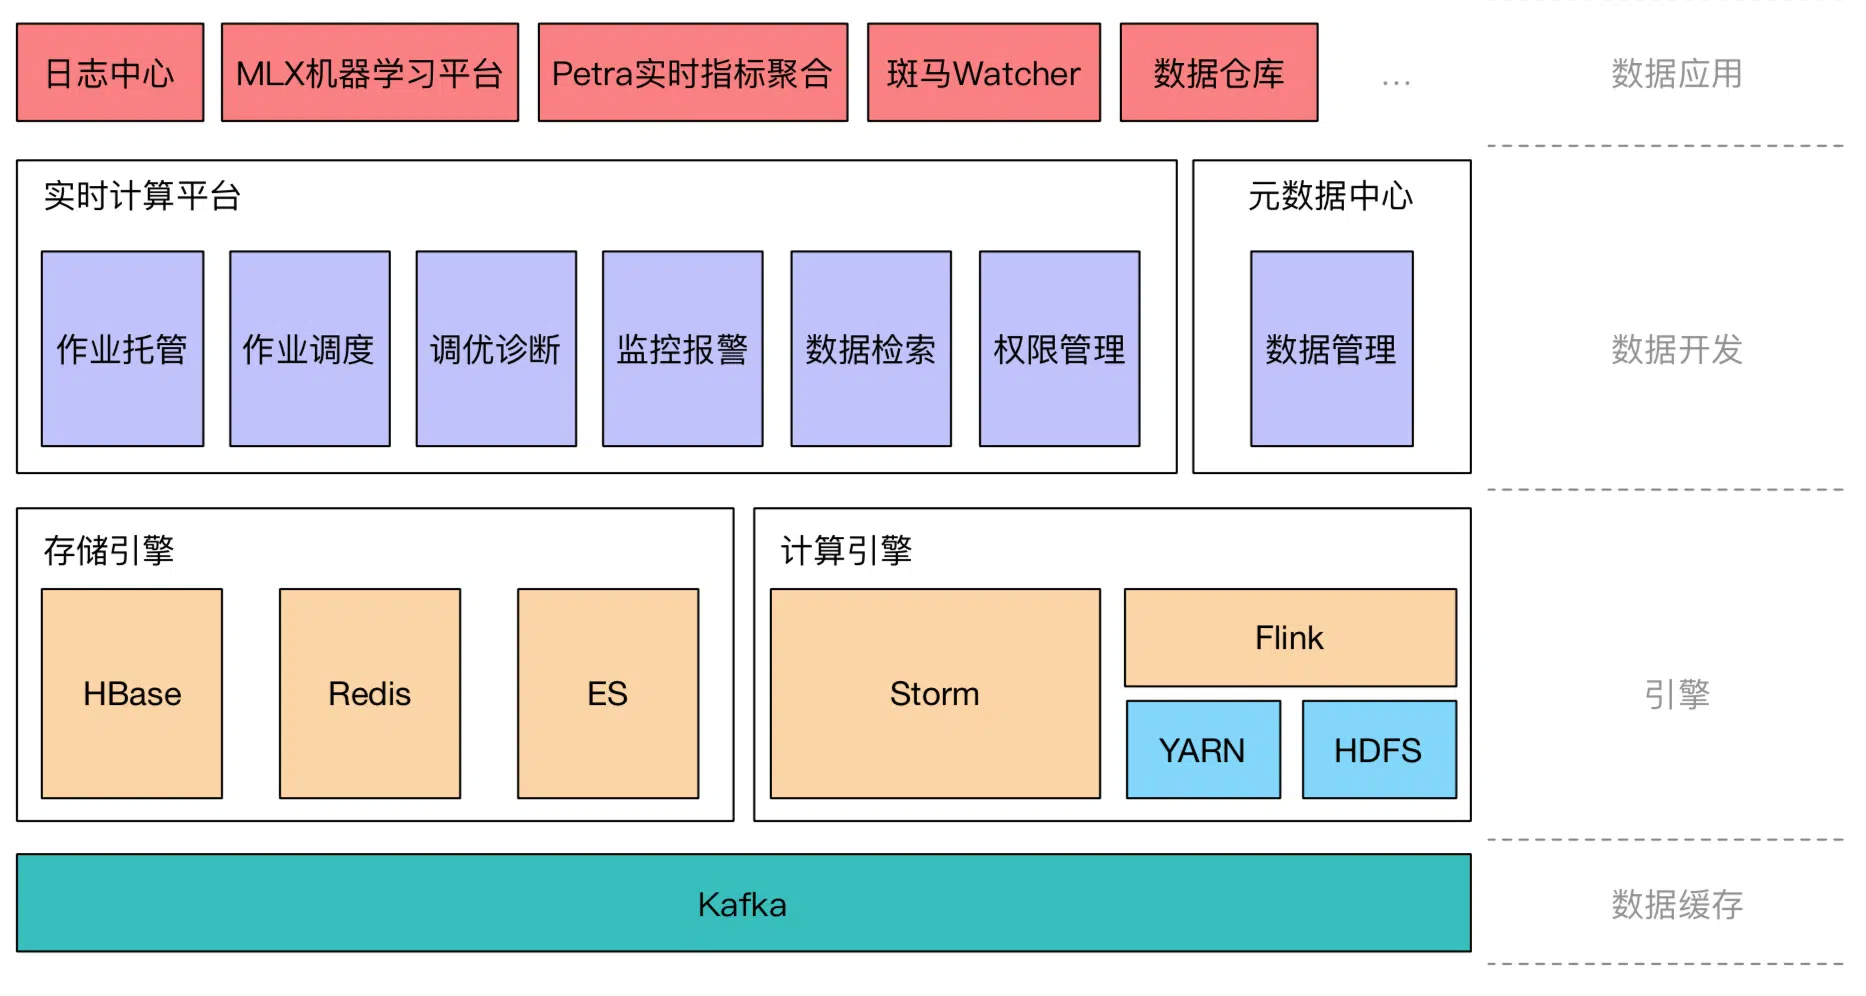 日志中心
MLX机器学习平台
Petra实时指标聚合
斑马Watcher
数据仓库
...
数据应用
实时计算平台
作业托管
作业调度
调优诊断
监控报警
数据检索
权限管理
元数据中心
数据管理
数据开发
存储引擎
HBase
Redis
ES
计算引擎
Storm
Flink
YARN
HDFS
引擎
Kafka
数据缓存